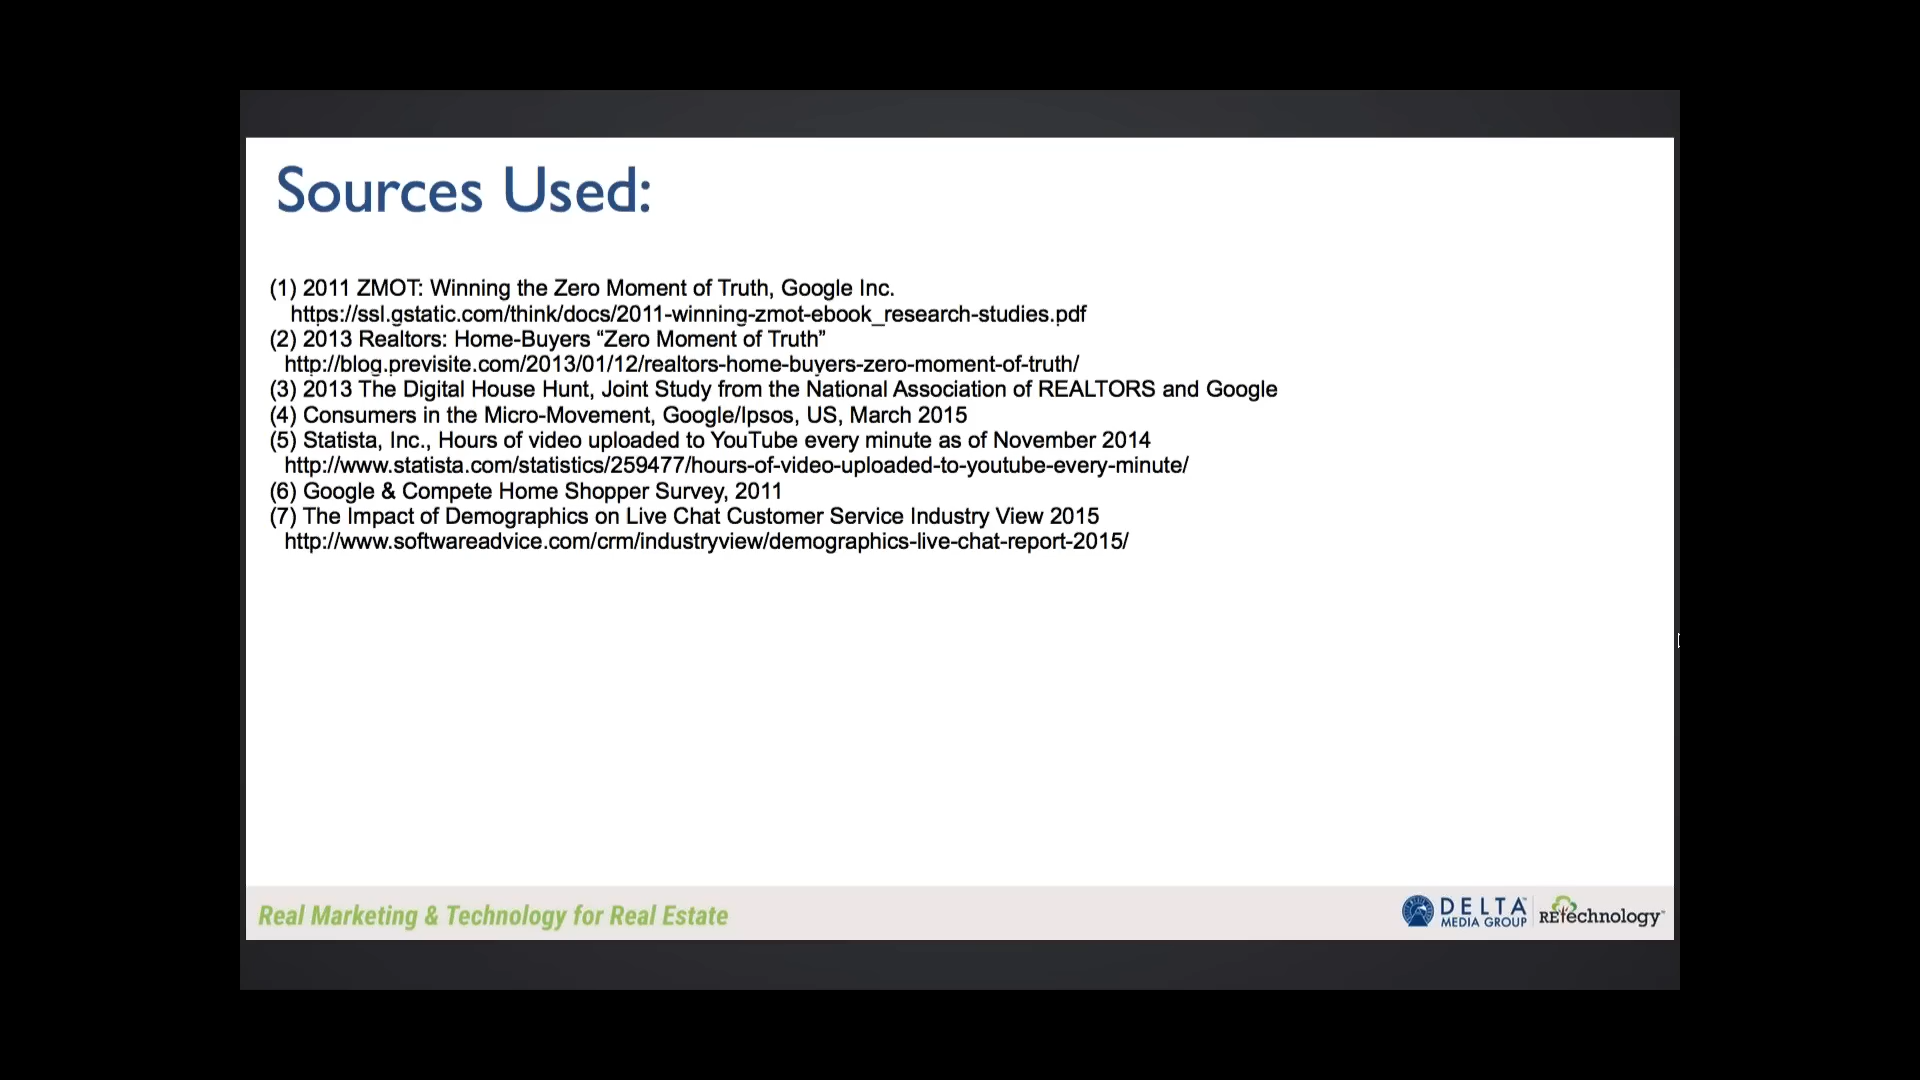 Sources Used:
(1) 2011 ZMOT: Winning the Zero Moment of Truth, Google Inc.
https://ssl.gstatic.com/think/docs/2011-winning-zmot-ebook_research-studies.pdf
(2) 2013 Realtors: Home-Buyers “Zero Moment of Truth”
http://blog.previsite.com/2013/01/12/realtors-home-buyers-zero-moment-of-truth/
(3) 2013 The Digital House Hunt, Joint Study from the National Association of REALTORS and Google
(4) Consumers in the Micro-Movement, Google/Ipsos, US, March 2015
(5) Statista, Inc., Hours of video uploaded to YouTube every minute as of November 2014
http://www.statista.com/statistics/259477/hours-of-video-uploaded-to-youtube-every-minute/
(6) Google & Compete Home Shopper Survey, 2011
(7) The Impact of Demographics on Live Chat Customer Service Industry View 2015
http://www.softwareadvice.com/crm/industryview/demographics-live-chat-report-2015/
Real Marketing & Technology for Real Estate
DELTA
MEDIA GROUP
RETechnology